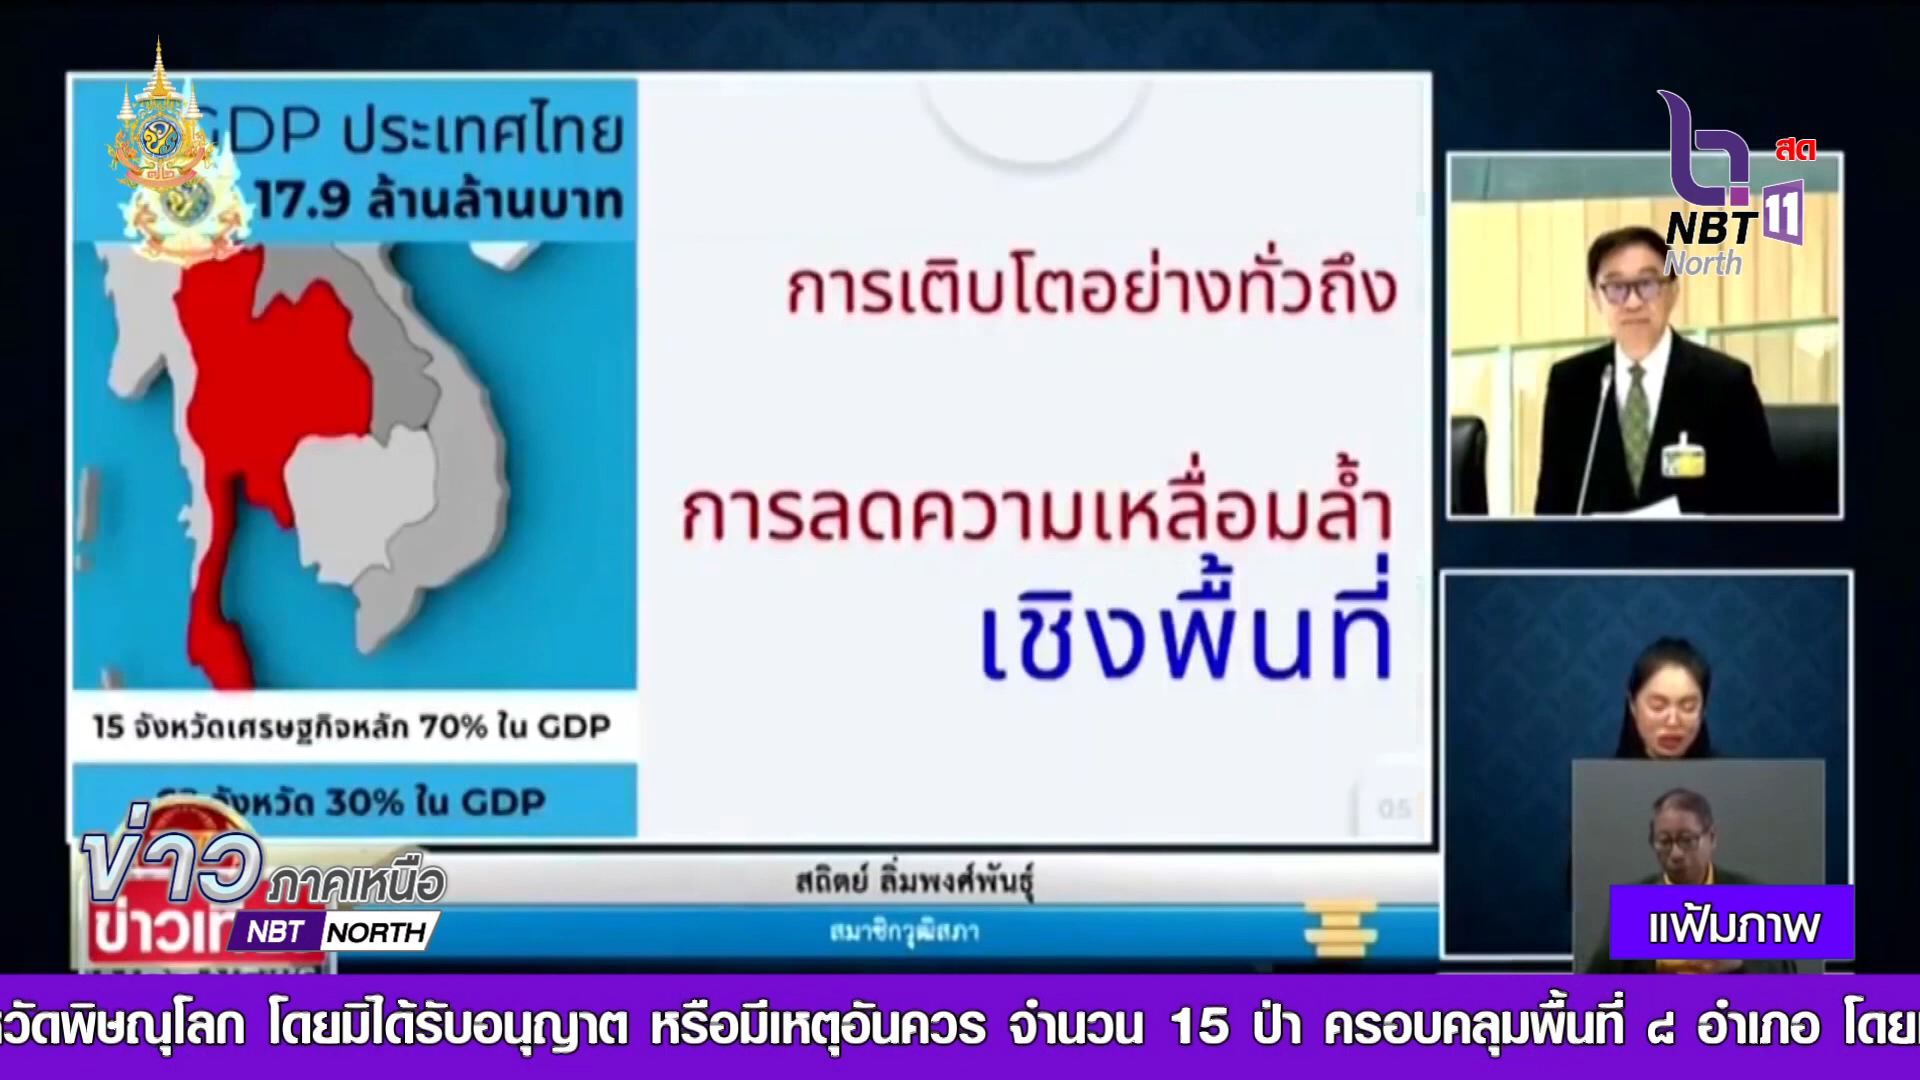 GDP ประเทศไทย
17.9 ล้านล้านบาท
การเติบโตอย่างทั่วถึง
การลดความเหลื่อมล้ำ
เชิงพื้นที่
15 จังหวัดเศรษฐกิจหลัก 70% ใน GDP
จังหวัด 30% ใน GDP
05
สด
NBT 11
North
ข่าว ภาคเหนือ
NBT NORTH
สถิตย์ ลิ่มพงศ์พันธุ์
สมาชิกวุฒิสภา
แฟ้มภาพ
วัดพิษณุโลก โดยมิได้รับอนุญาต หรือมีเหตุอันควร จำนวน 15 ป่า ครอบคลุมพื้นที่ ๘ อำเภอ